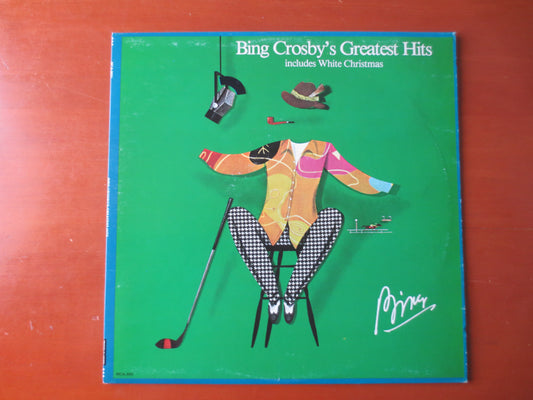 Bing Crosby's Greatest Hits
includes White Christmas
Bing